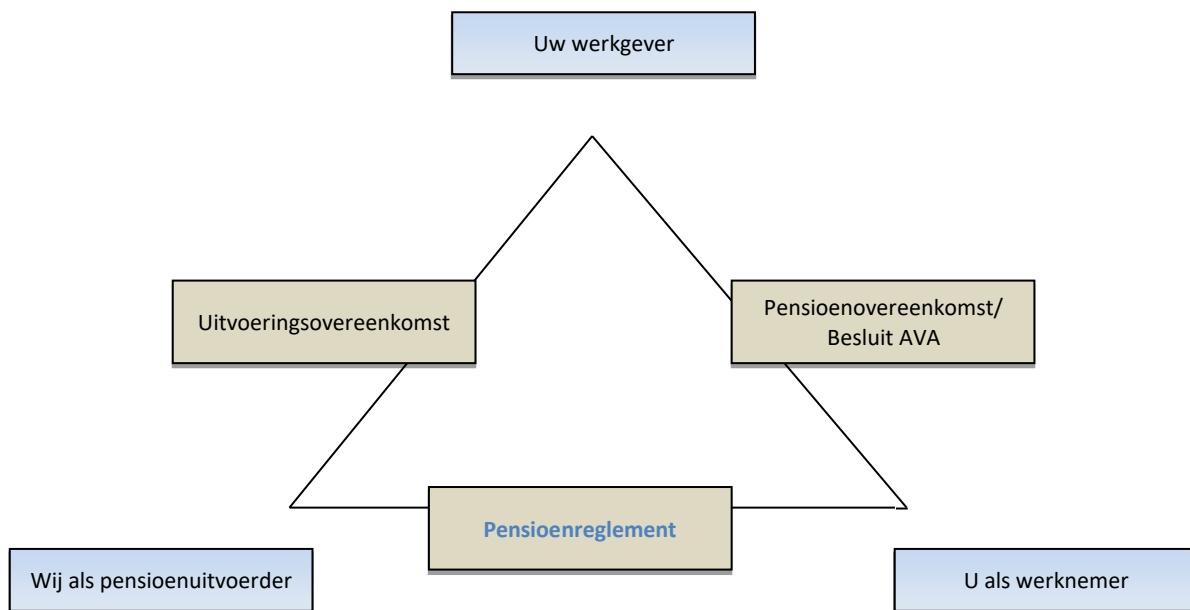 Uw werkgever
Uitvoeringsovereenkomst
Pensioenovereenkomst/
Besluit AVA
Pensioenreglement
Wij als pensioenuitvoerder
U als werknemer